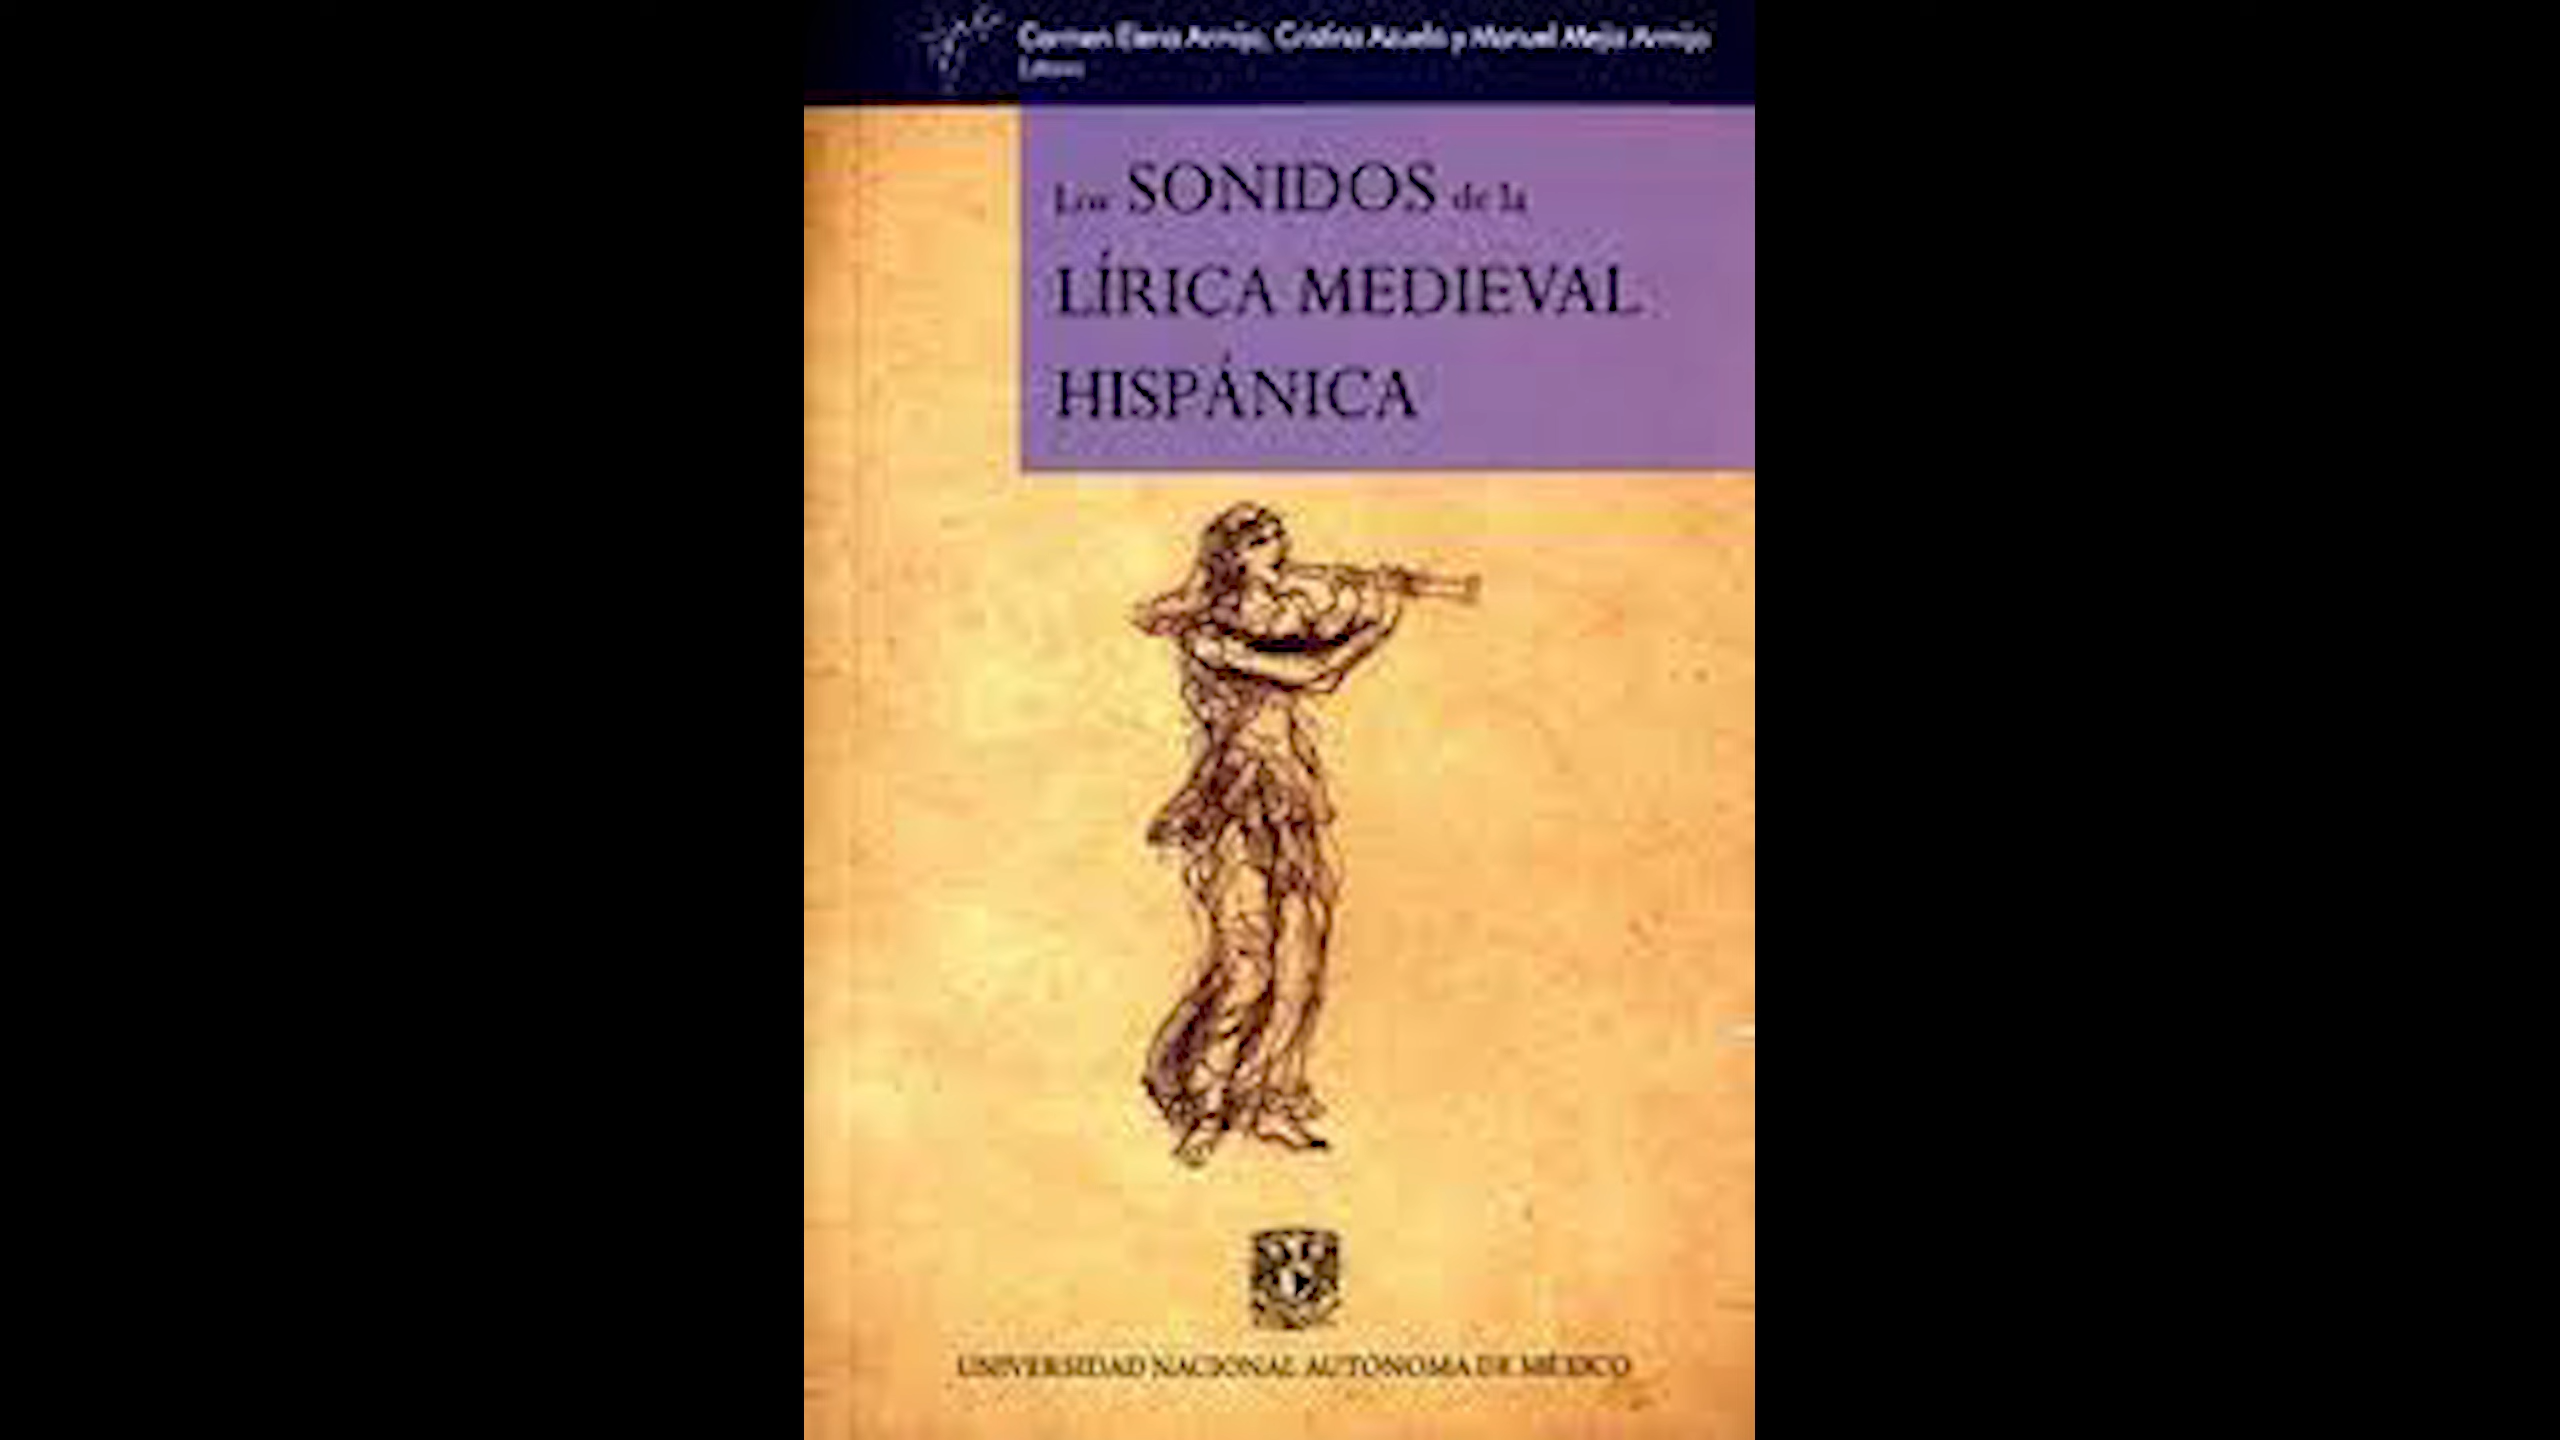 Carmen Elena Armijo, Cristina Azuela y Manuel Mejía Armijo
Editores
Los SONIDOS de la
LÍRICA MEDIEVAL
HISPÁNICA
UNIVERSIDAD NACIONAL AUTÓNOMA DE MÉXICO